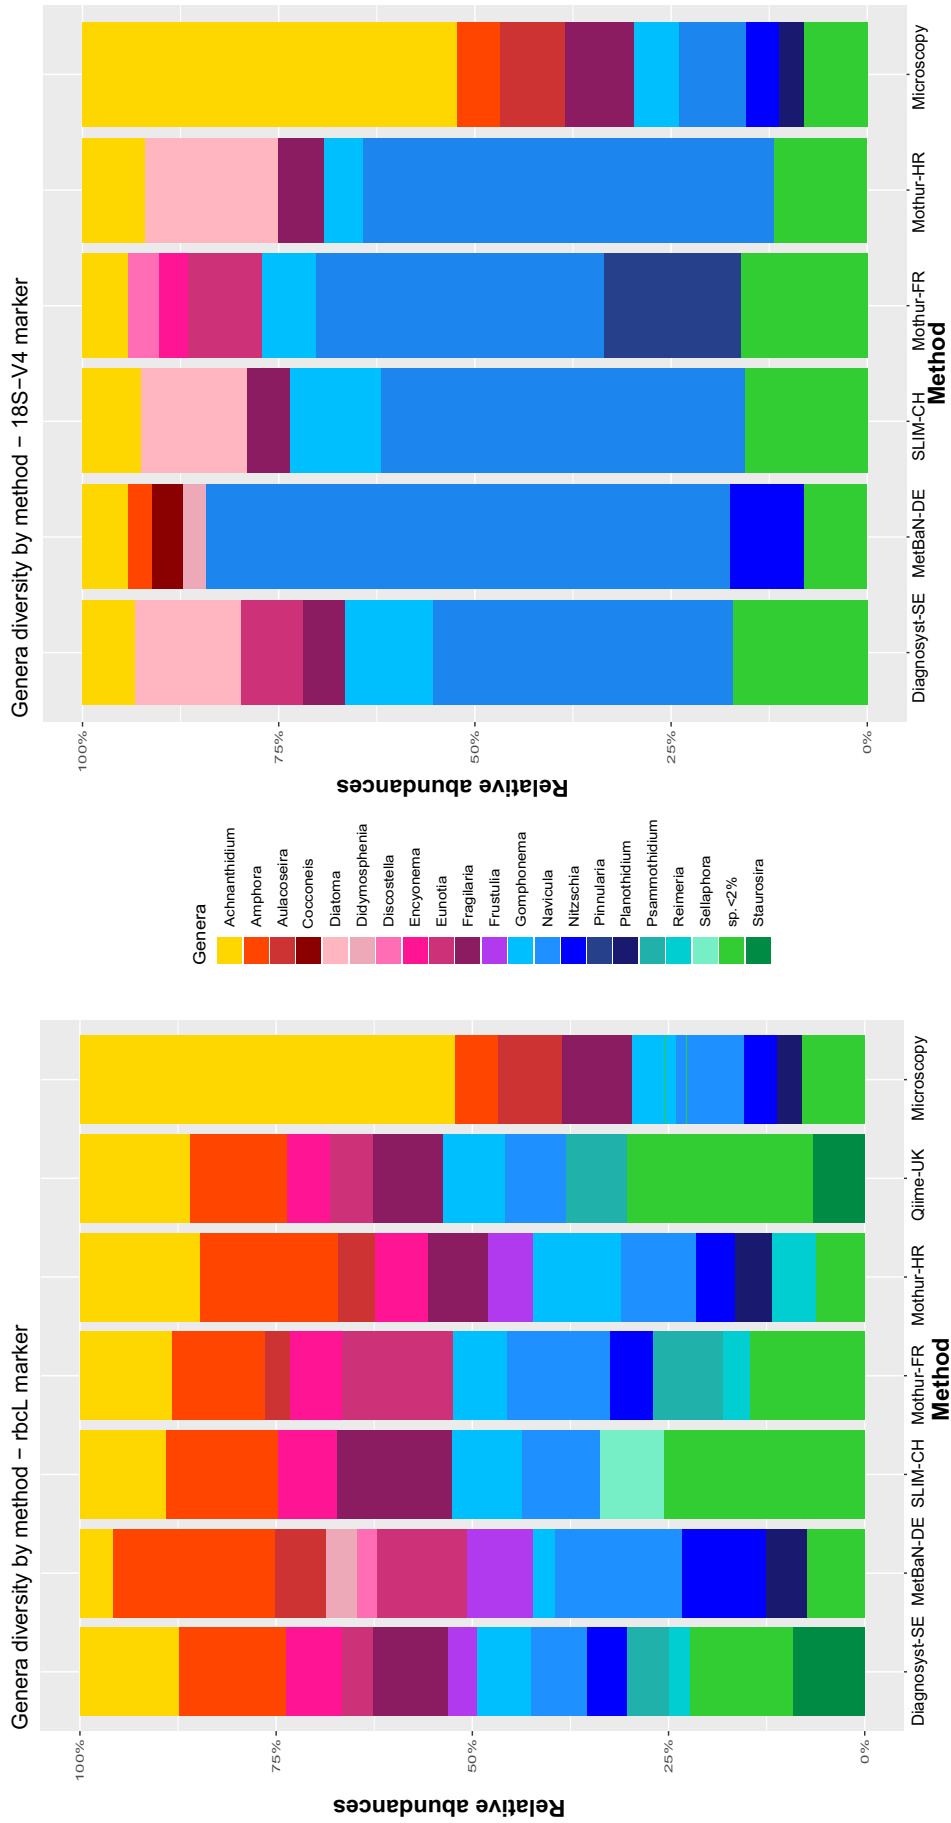 Genera diversity by method − rbcL marker
Relative abundances
100%
75%
50%
25%
0%
Diagnosyst-SE
MetBaN-DE
SLIM-CH
Mothur-FR
Mothur-HR
Qiime-UK
Microscopy
Method
Genera
Achnanthidium
Amphora
Aulacoseira
Cocconeis
Diatoma
Didymosphenia
Discostella
Encyonema
Eunotia
Fragilaria
Frustulia
Gomphonema
Navicula
Nitzschia
Pinnularia
Planothidium
Psammothidium
Reimeria
Sellaphora
sp.<2%
Staurosira
Genera diversity by method − 18S−V4 marker
Relative abundances
100%
75%
50%
25%
0%
Diagnosyst-SE
MetBaN-DE
SLIM-CH
Mothur-FR
Mothur-HR
Microscopy
Method